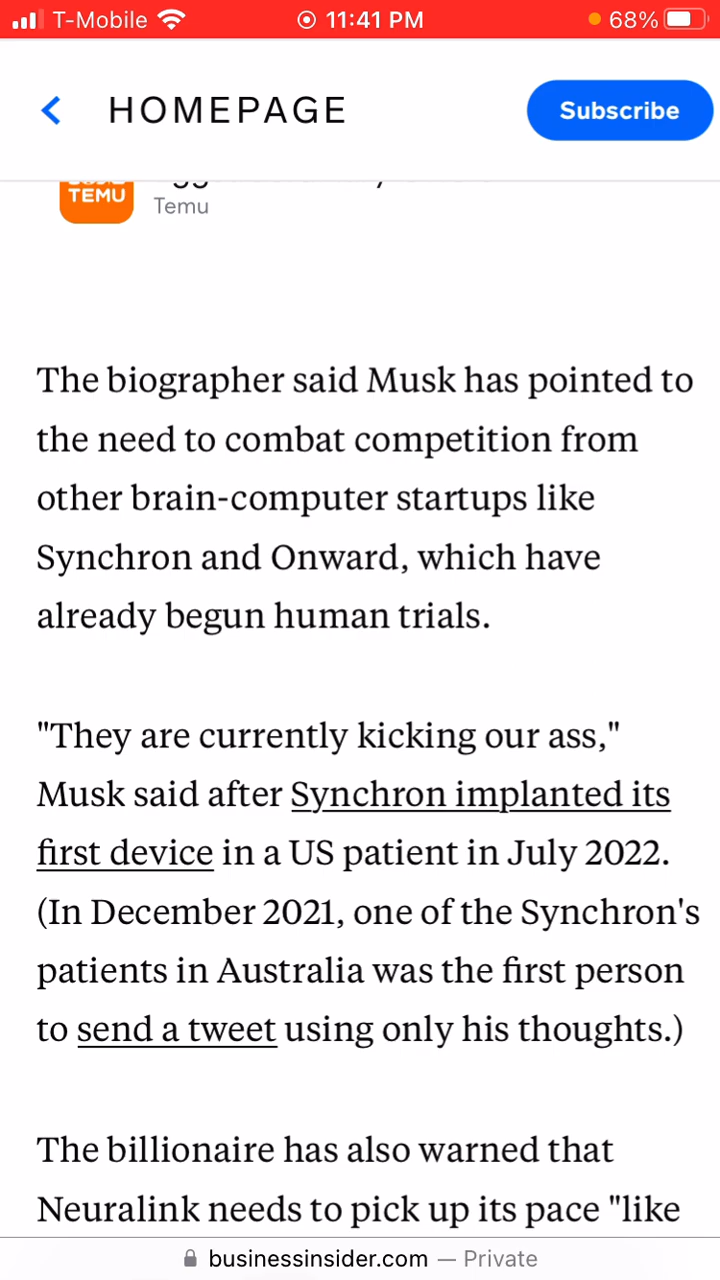 T-Mobile 11:41 PM 68%
HOMEPAGE
Subscribe
TEMU
Temu
The biographer said Musk has pointed to
the need to combat competition from
other brain-computer startups like
Synchron and Onward, which have
already begun human trials.
"They are currently kicking our ass,"
Musk said after Synchron implanted its
first device in a US patient in July 2022.
(In December 2021, one of the Synchron's
patients in Australia was the first person
to send a tweet using only his thoughts.)
The billionaire has also warned that
Neuralink needs to pick up its pace "like
businessinsider.com — Private